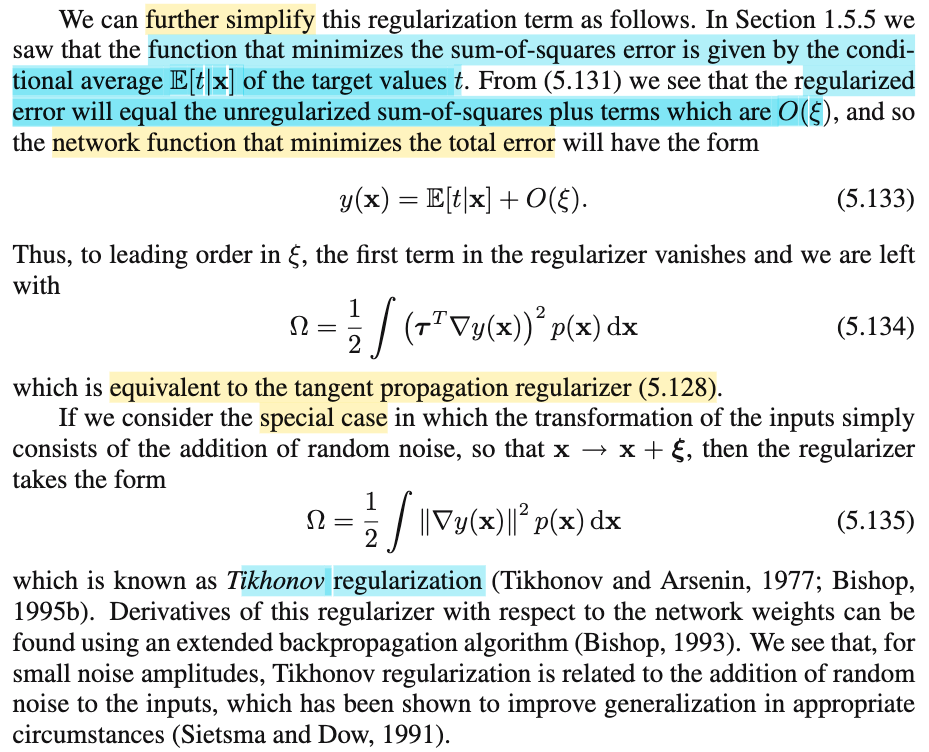 We can further simplify this regularization term as follows. In Section 1.5.5 we
saw that the function that minimizes the sum-of-squares error is given by the condi-
tional average 𝔼[t|x] of the target values t. From (5.131) we see that the regularized
error will equal the unregularized sum-of-squares plus terms which are O(ξ), and so
the network function that minimizes the total error will have the form
y(x) = 𝔼[t|x] + O(ξ). (5.133)
Thus, to leading order in ξ, the first term in the regularizer vanishes and we are left
with
Ω = 1/2 ∫ (τᵀ∇y(x))² p(x) dx (5.134)
which is equivalent to the tangent propagation regularizer (5.128).
If we consider the special case in which the transformation of the inputs simply
consists of the addition of random noise, so that x → x + ξ, then the regularizer
takes the form
Ω = 1/2 ∫ ‖∇y(x)‖² p(x) dx (5.135)
which is known as Tikhonov regularization (Tikhonov and Arsenin, 1977; Bishop,
1995b). Derivatives of this regularizer with respect to the network weights can be
found using an extended backpropagation algorithm (Bishop, 1993). We see that, for
small noise amplitudes, Tikhonov regularization is related to the addition of random
noise to the inputs, which has been shown to improve generalization in appropriate
circumstances (Sietsma and Dow, 1991).